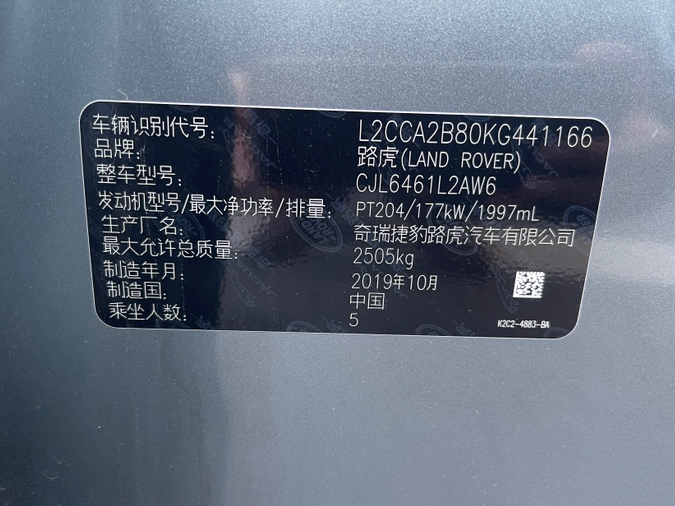 车辆识别代号: L2CCA2B80KG441166
品牌: 路虎(LAND ROVER)
整车型号: CJL6461L2AW6
发动机型号/最大净功率/排量: PT204/177kW/1997mL
生产厂名: 奇瑞捷豹路虎汽车有限公司
最大允许总质量: 2505kg
制造年月: 2019年10月
制造国: 中国
乘坐人数: 5
K2C2-4883-BA